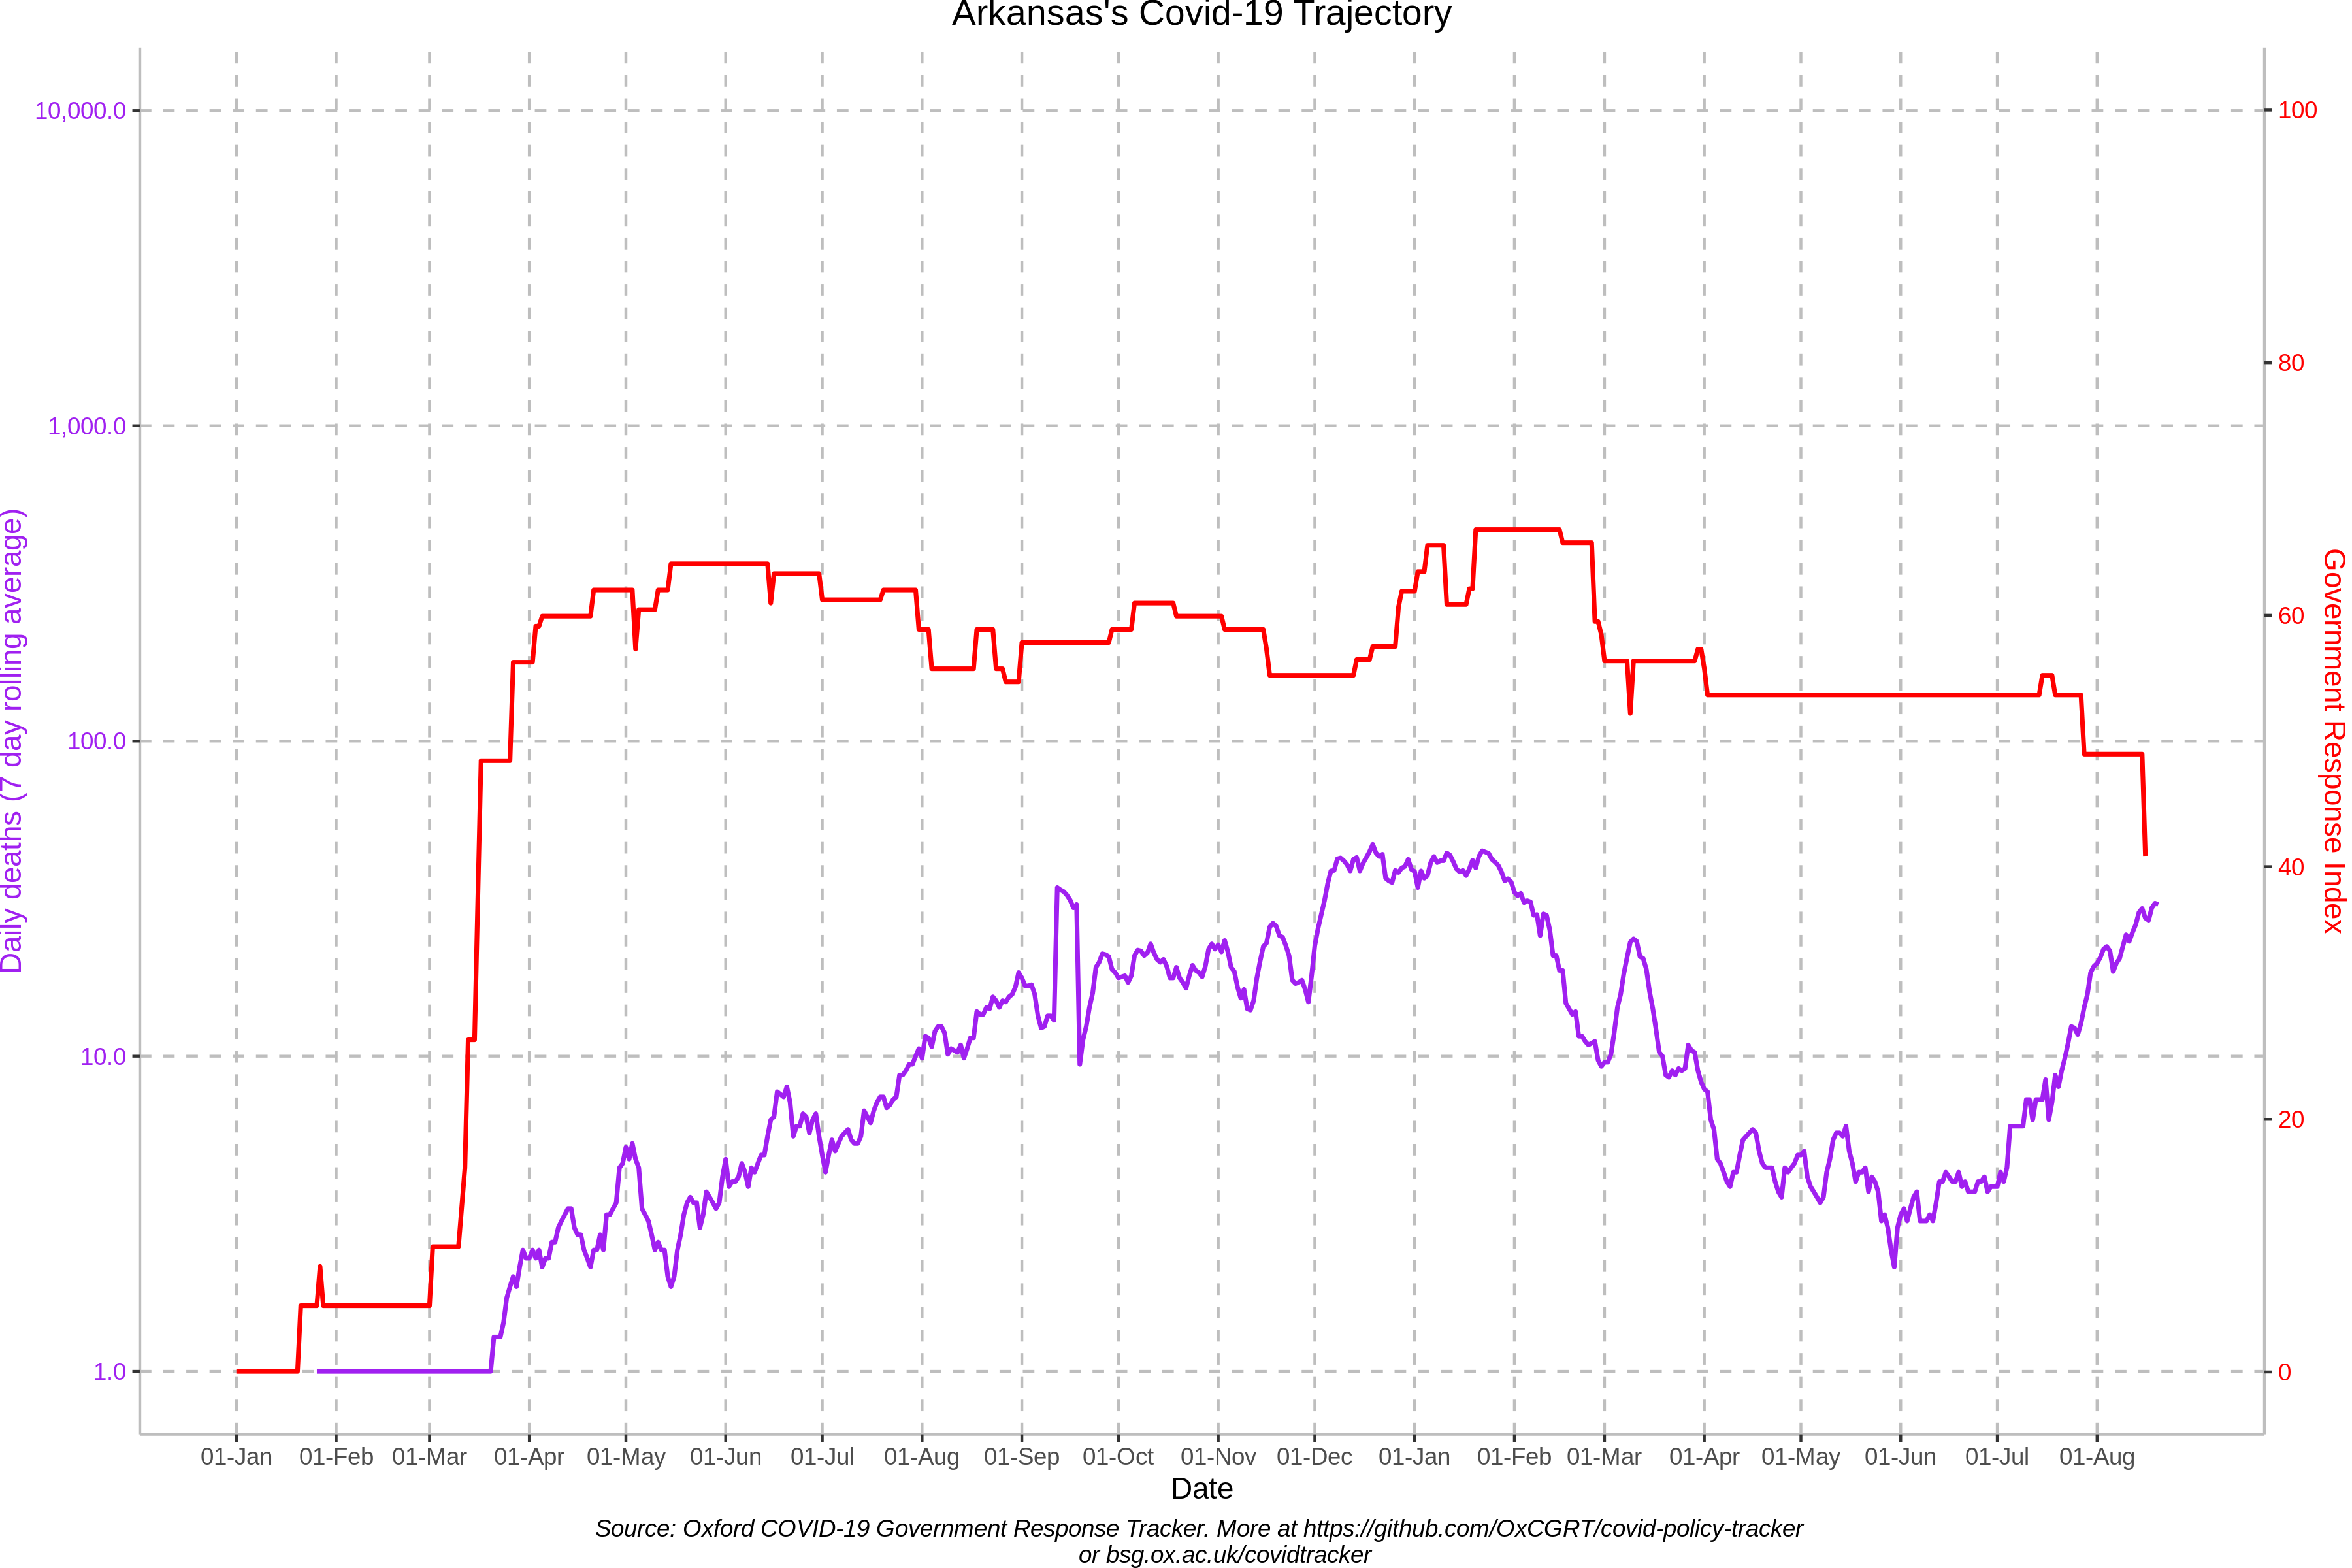 Arkansas's Covid-19 Trajectory
10,000.0
1,000.0
100.0
10.0
1.0
Daily deaths (7 day rolling average)
100
80
60
40
20
0
Government Response Index
01-Jan 01-Feb 01-Mar 01-Apr 01-May 01-Jun 01-Jul 01-Aug 01-Sep 01-Oct 01-Nov 01-Dec 01-Jan 01-Feb 01-Mar 01-Apr 01-May 01-Jun 01-Jul 01-Aug
Date
Source: Oxford COVID-19 Government Response Tracker. More at https://github.com/OxCGRT/covid-policy-tracker
or bsg.ox.ac.uk/covidtracker